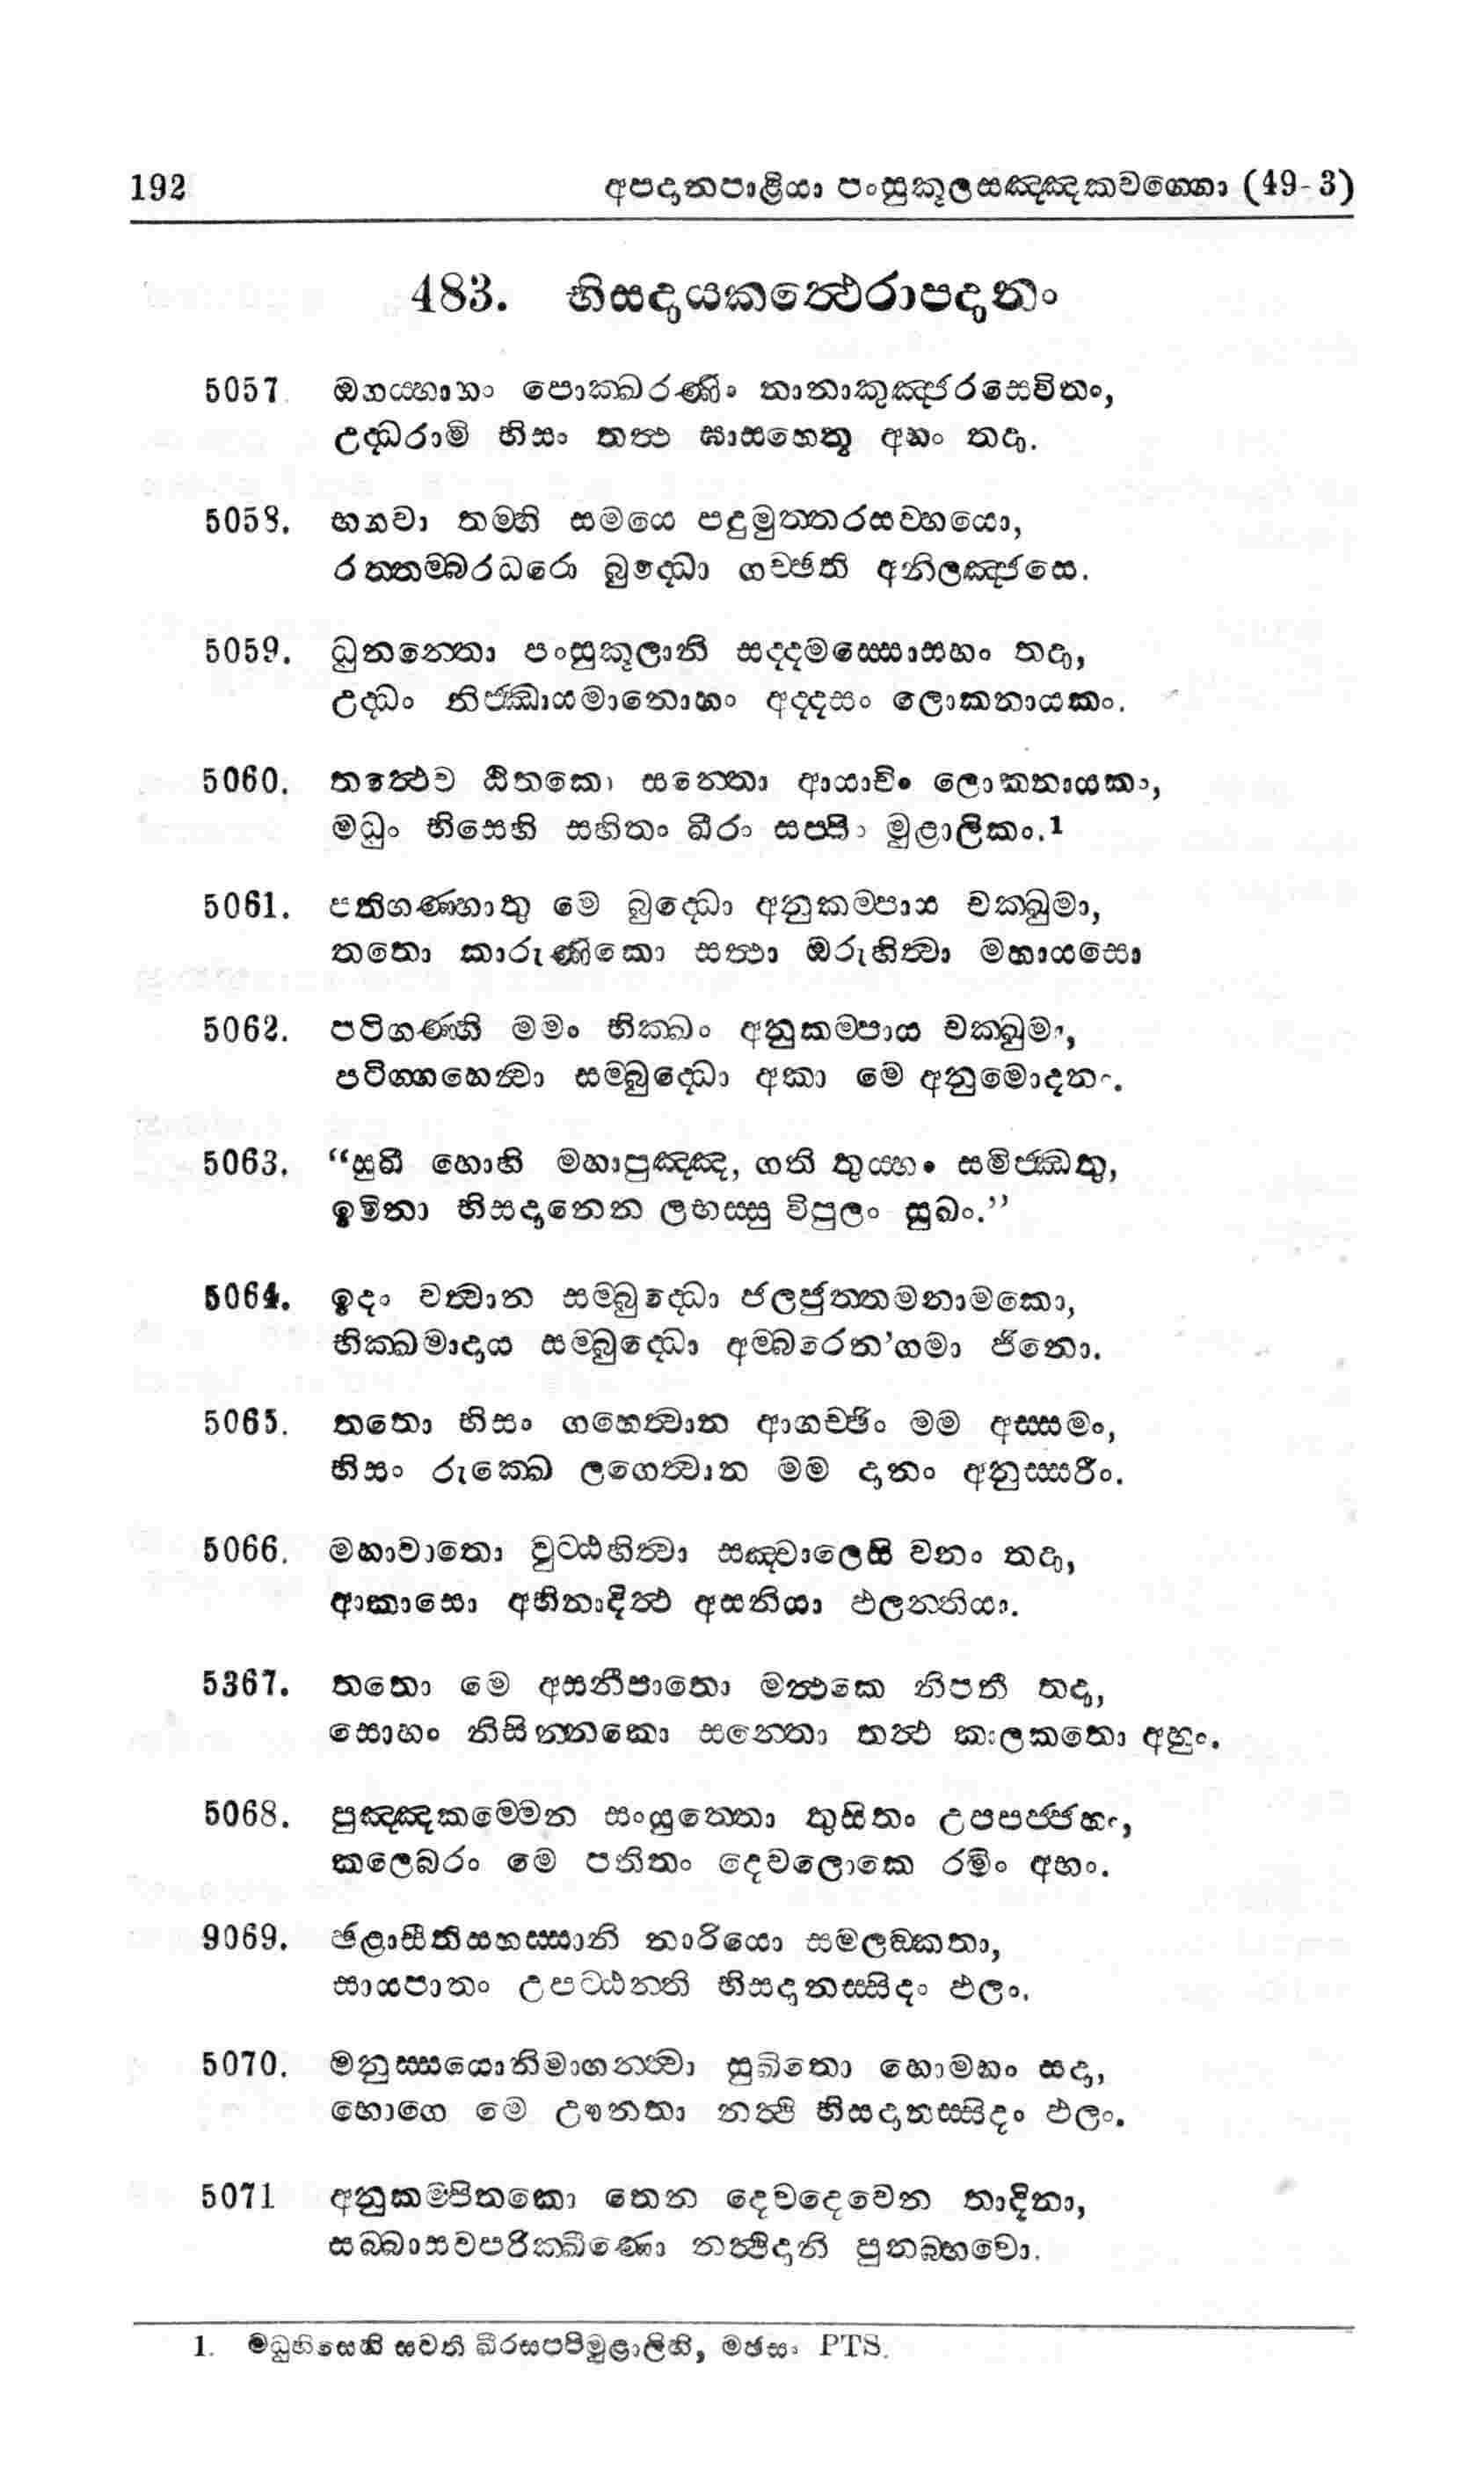 192 අපදානපාළියා පංසුකූලසඤ්ඤකවග්ගො (49-3)
483. භිසදායකත්ථෙරාපදානං
5057 ඔගය්හාහං පොක්ඛරණිං නානාකුඤ්ජරසෙවිතං,
උද්ධරාමි භිසං තත්ථ ඝාසහෙතු අහං තදා.
5058. භගවා තම්හි සමයෙ පදුමුත්තරසව්හයො,
රත්තම්බරධරො බුද්ධො ගච්ඡති අනිලඤ්ජසෙ.
5059. ධුනන්තො පංසුකූලානි සද්දමස්සොසහං තදා,
උද්ධං නිජ්ඣායමානොහං අද්දසං ලොකනායකං.
5060. තත්ථෙව ඨිතකො සන්තො ආයාචිං ලොකනායකං,
මධුං භිසෙහි සහිතං ඛීරං සප්පිං මුළාලිකං.1
5061. පතිගණ්හාතු මෙ බුද්ධො අනුකම්පාය චක්ඛුමා,
තතො කාරුණිකො සත්ථා ඔරුහිත්වා මහායසො
5062. පටිගණ්හි මමං භික්ඛං අනුකම්පාය චක්ඛුමා,
පටිග්ගහෙත්වා සම්බුද්ධො අකා මෙ අනුමොදනං.
5063. “සුඛී හොහි මහාපුඤ්ඤ, ගති තුය්හං සමිජ්ඣතු,
ඉමිනා භිසදානෙන ලභස්සු විපුලං සුඛං.”
5064. ඉදං වත්වාන සම්බුද්ධො ජලජුත්තමනාමකො,
භික්ඛමාදාය සම්බුද්ධො අම්බරෙන’ගමා ජිනො.
5065. තතො භිසං ගහෙත්වාන ආගච්ඡිං මම අස්සමං,
භිසං රුක්ඛෙ ලගෙත්වාන මම දානං අනුස්සරිං.
5066. මහාවාතො වුට්ඨහිත්වා සඤ්චාලෙසි වනං තදා,
ආකාසො අභිනාදිත්ථ අසනියා ඵලන්තියා.
5367. තතො මෙ අසනීපාතො මත්ථකෙ නිපතී තදා,
සොහං නිසින්නකො සන්තො තත්ථ කාලකතො අහුං.
5068. පුඤ්ඤකම්මෙන සංයුත්තො තුසිතං උපපජ්ජහං,
කලෙබරං මෙ පතිතං දෙවලොකෙ රමිං අහං.
9069. ඡළාසීතිසහස්සානි නාරියො සමලඞ්කතා,
සායපාතං උපට්ඨන්ති භිසදානස්සිදං ඵලං.
5070. මනුස්සයොනිමාගන්ත්වා සුඛිතො හොමහං සදා,
භොගෙ මෙ ඌනතා නත්ථි භිසදානස්සිදං ඵලං.
5071 අනුකම්පිතකො තෙන දෙවදෙවෙන තාදිනා,
සබ්බාසවපරික්ඛීණො නත්ථිදානි පුනබ්භවො.
1. මධුභිසෙහි සවති ඛීරසප්පිමුළාලිහි, මඡසං PTS.